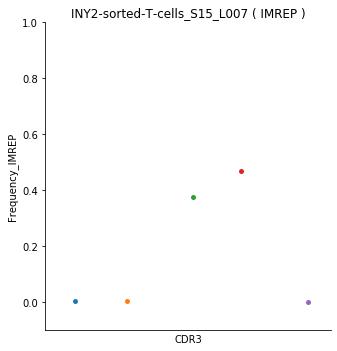 INY2-sorted-T-cells_S15_L007 ( IMREP )
1.0
0.8
0.6
0.4
0.2
0.0
Frequency_IMREP
CDR3